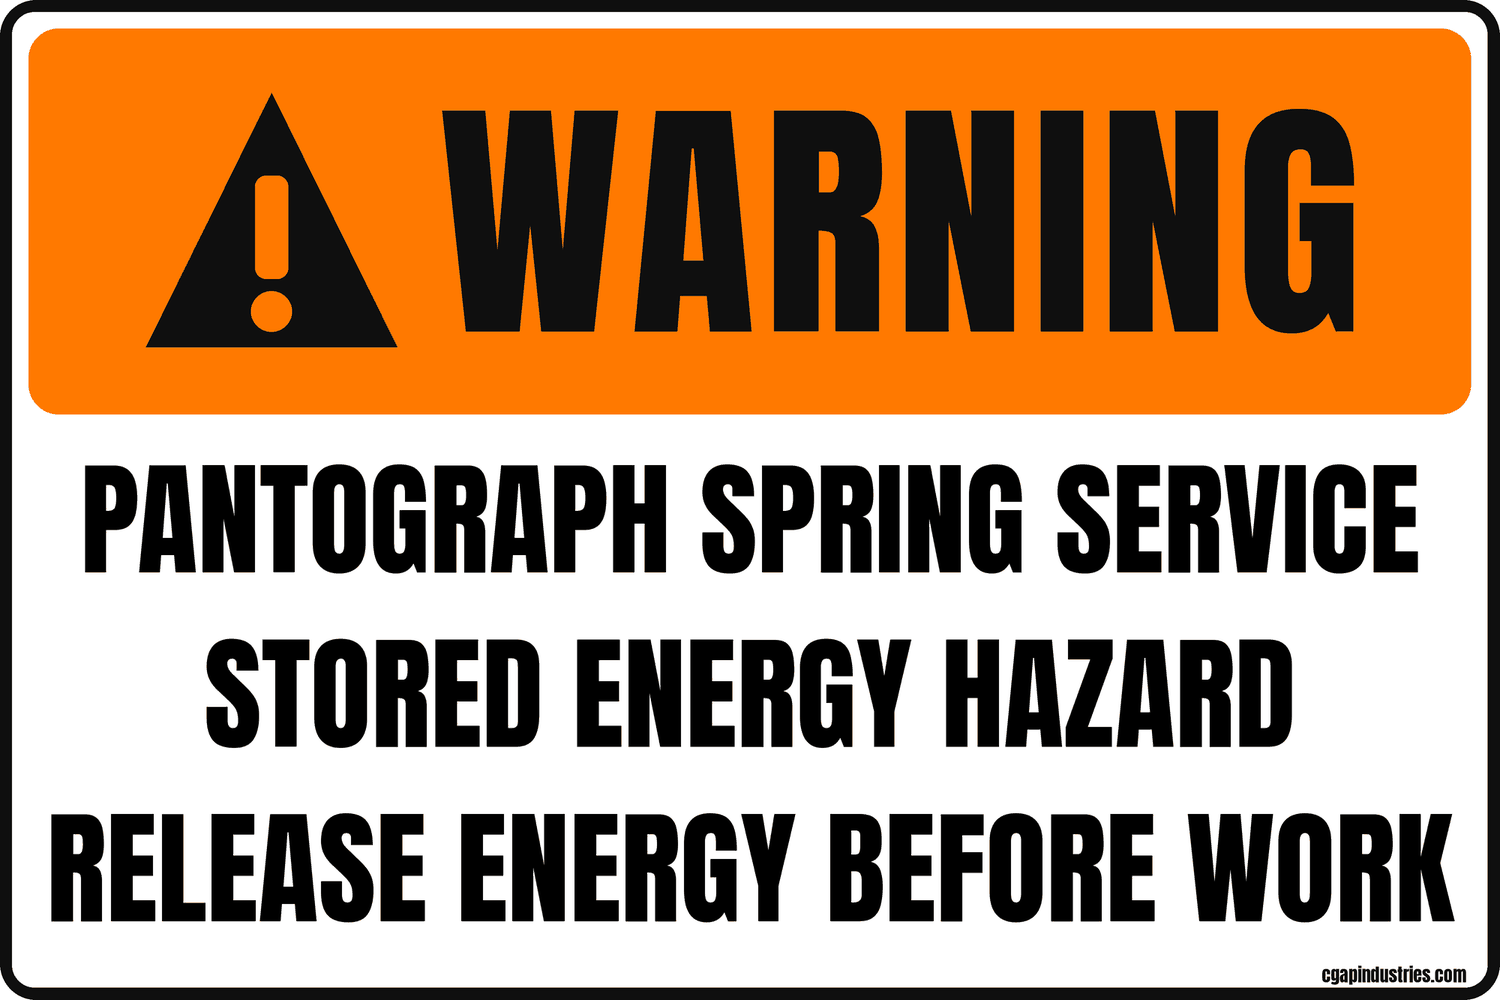 WARNING
PANTOGRAPH SPRING SERVICE
STORED ENERGY HAZARD
RELEASE ENERGY BEFORE WORK
cgapindustries.com